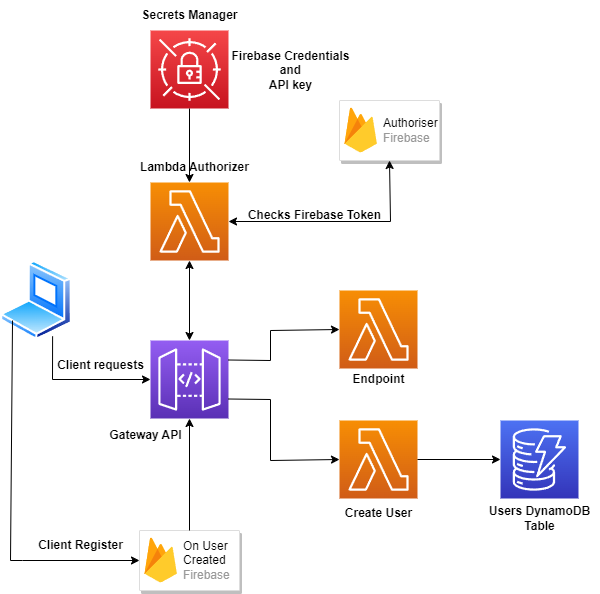 Secrets Manager
Firebase Credentials
and
API key
Authoriser
Firebase
Lambda Authorizer
Checks Firebase Token
Client requests
Endpoint
Gateway API
Create User
Users DynamoDB
Table
Client Register
On User
Created
Firebase